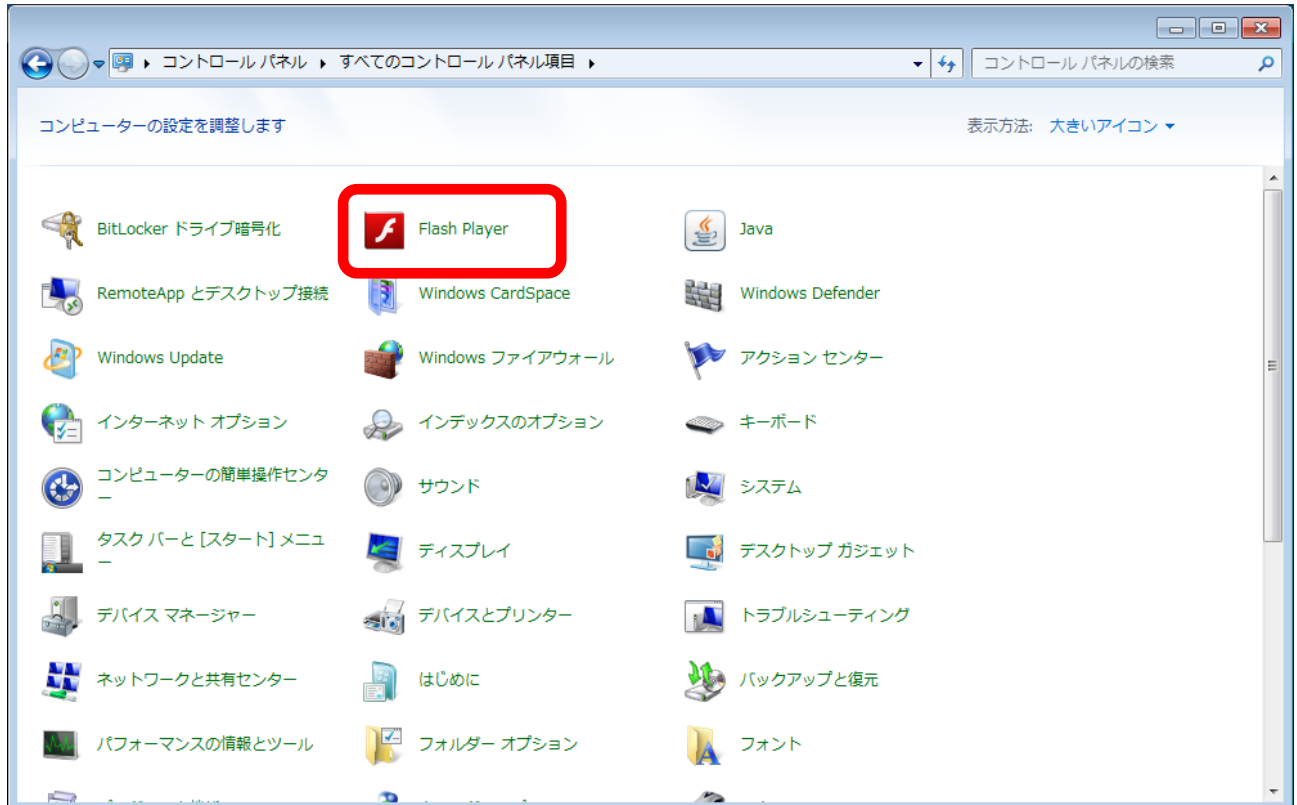 コントロール パネル ▸ すべてのコントロール パネル項目 ▸
コントロール パネルの検索
コンピューターの設定を調整します
表示方法: 大きいアイコン
BitLocker ドライブ暗号化
Flash Player
Java
RemoteApp とデスクトップ接続
Windows CardSpace
Windows Defender
Windows Update
Windows ファイアウォール
アクション センター
インターネット オプション
インデックスのオプション
キーボード
コンピューターの簡単操作センタ
ー
サウンド
システム
タスク バーと [スタート] メニュ
ー
ディスプレイ
デスクトップ ガジェット
デバイス マネージャー
デバイスとプリンター
トラブルシューティング
ネットワークと共有センター
はじめに
バックアップと復元
パフォーマンスの情報とツール
フォルダー オプション
フォント